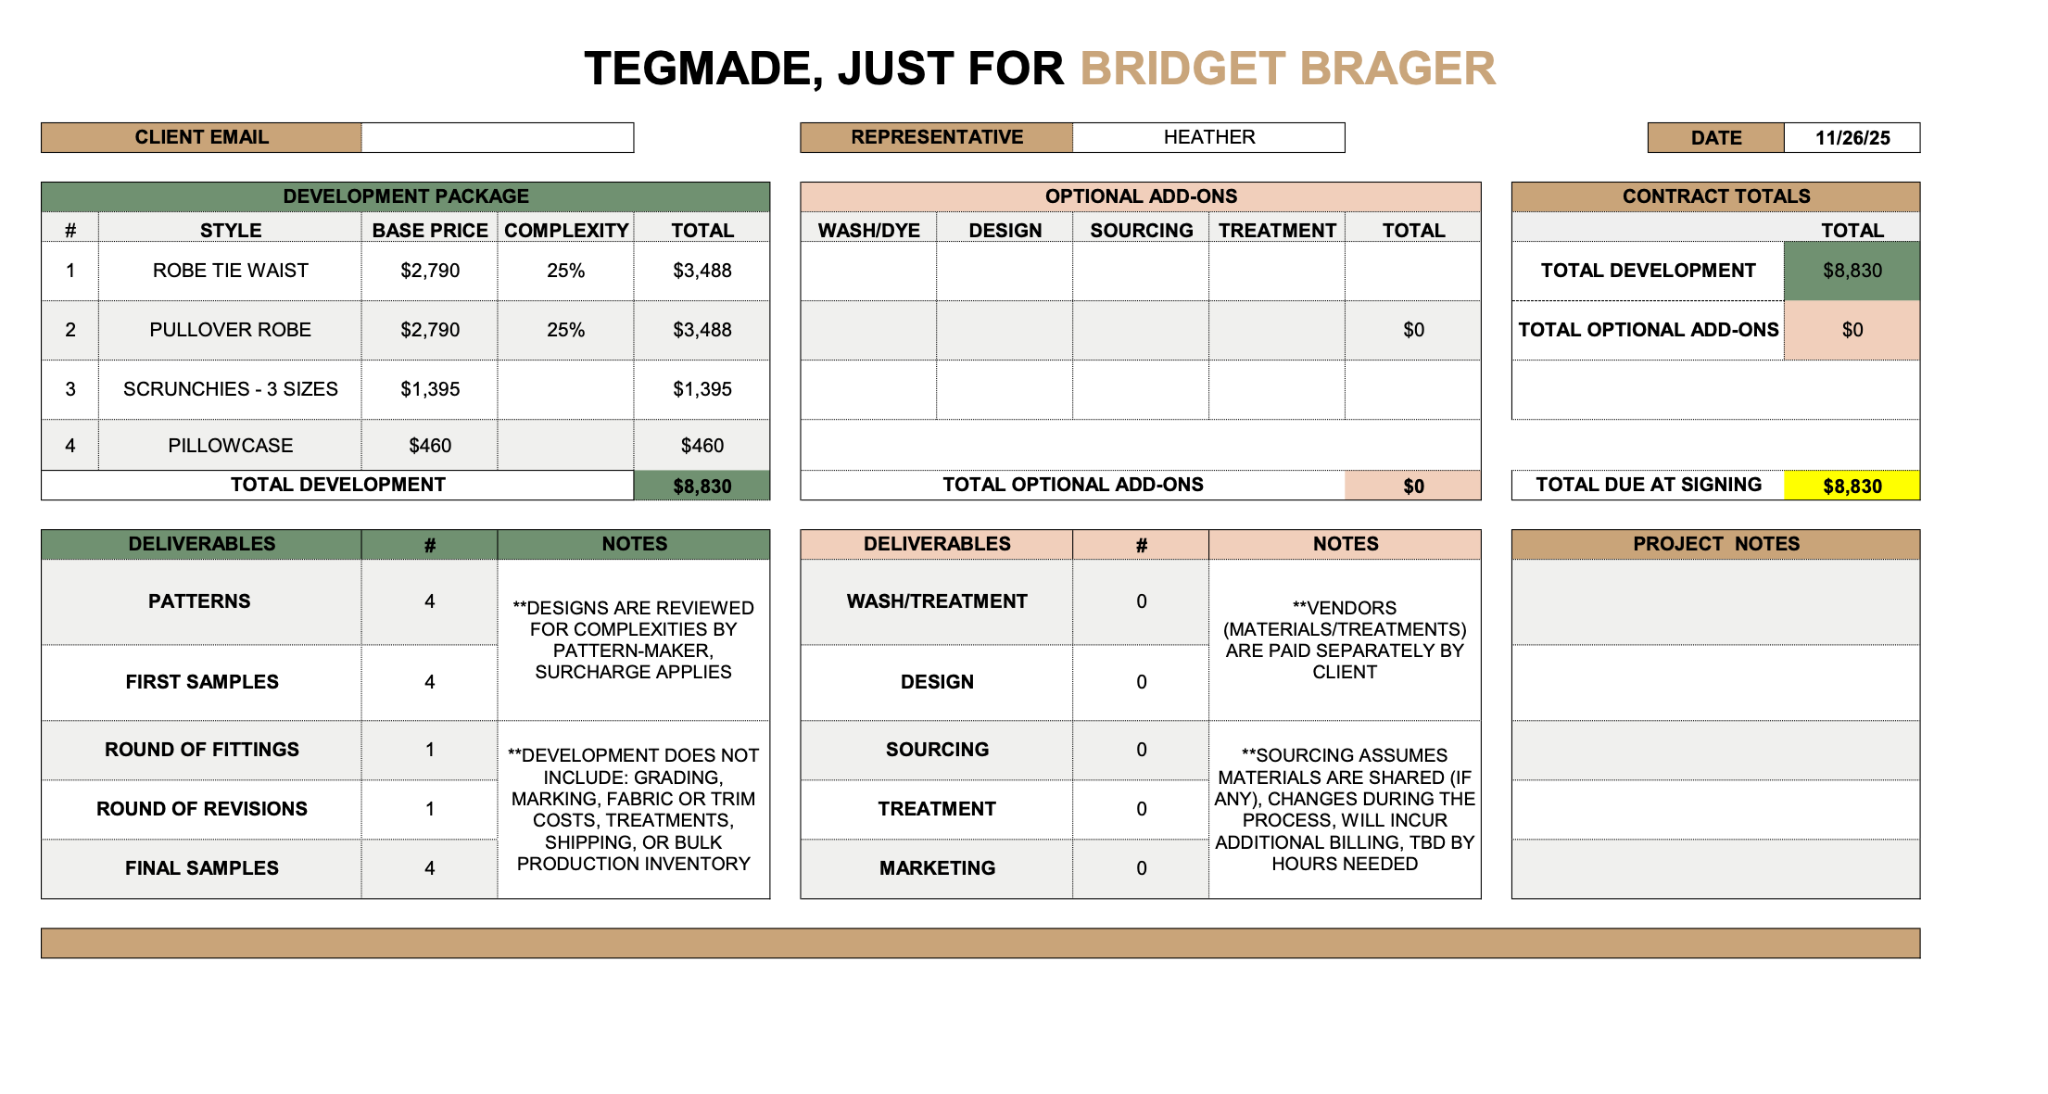 TEGMADE, JUST FOR BRIDGET BRAGER
CLIENT EMAIL
REPRESENTATIVE HEATHER
DATE 11/26/25
DEVELOPMENT PACKAGE
# STYLE BASE PRICE COMPLEXITY TOTAL
1 ROBE TIE WAIST $2,790 25% $3,488
2 PULLOVER ROBE $2,790 25% $3,488
3 SCRUNCHIES - 3 SIZES $1,395 $1,395
4 PILLOWCASE $460 $460
TOTAL DEVELOPMENT $8,830
OPTIONAL ADD-ONS
WASH/DYE DESIGN SOURCING TREATMENT TOTAL
$0
TOTAL OPTIONAL ADD-ONS $0
CONTRACT TOTALS
TOTAL
TOTAL DEVELOPMENT $8,830
TOTAL OPTIONAL ADD-ONS $0
TOTAL DUE AT SIGNING $8,830
DELIVERABLES # NOTES
PATTERNS 4
FIRST SAMPLES 4
ROUND OF FITTINGS 1
ROUND OF REVISIONS 1
FINAL SAMPLES 4
**DESIGNS ARE REVIEWED
FOR COMPLEXITIES BY
PATTERN-MAKER,
SURCHARGE APPLIES
**DEVELOPMENT DOES NOT
INCLUDE: GRADING,
MARKING, FABRIC OR TRIM
COSTS, TREATMENTS,
SHIPPING, OR BULK
PRODUCTION INVENTORY
DELIVERABLES # NOTES
WASH/TREATMENT 0
DESIGN 0
SOURCING 0
TREATMENT 0
MARKETING 0
**VENDORS
(MATERIALS/TREATMENTS)
ARE PAID SEPARATELY BY
CLIENT
**SOURCING ASSUMES
MATERIALS ARE SHARED (IF
ANY), CHANGES DURING THE
PROCESS, WILL INCUR
ADDITIONAL BILLING, TBD BY
HOURS NEEDED
PROJECT NOTES